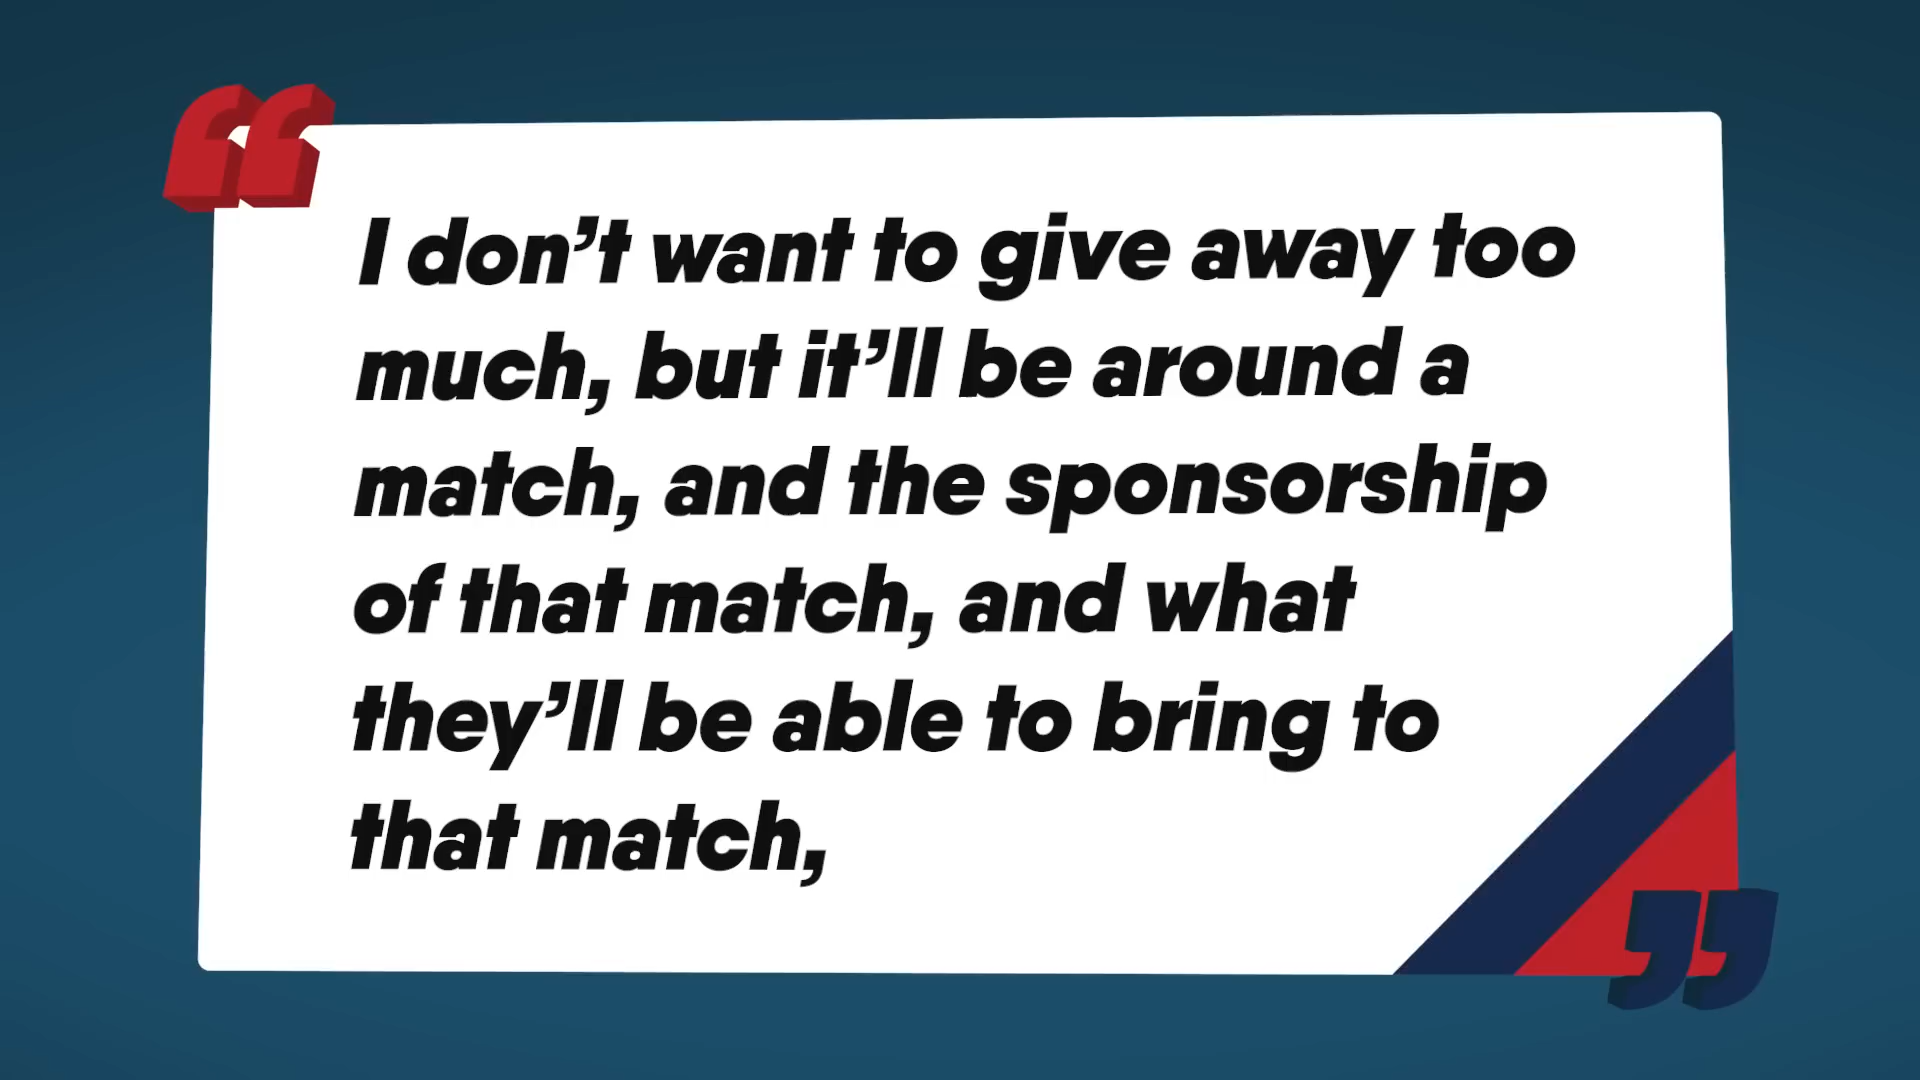 I don’t want to give away too
much, but it’ll be around a
match, and the sponsorship
of that match, and what
they’ll be able to bring to
that match,